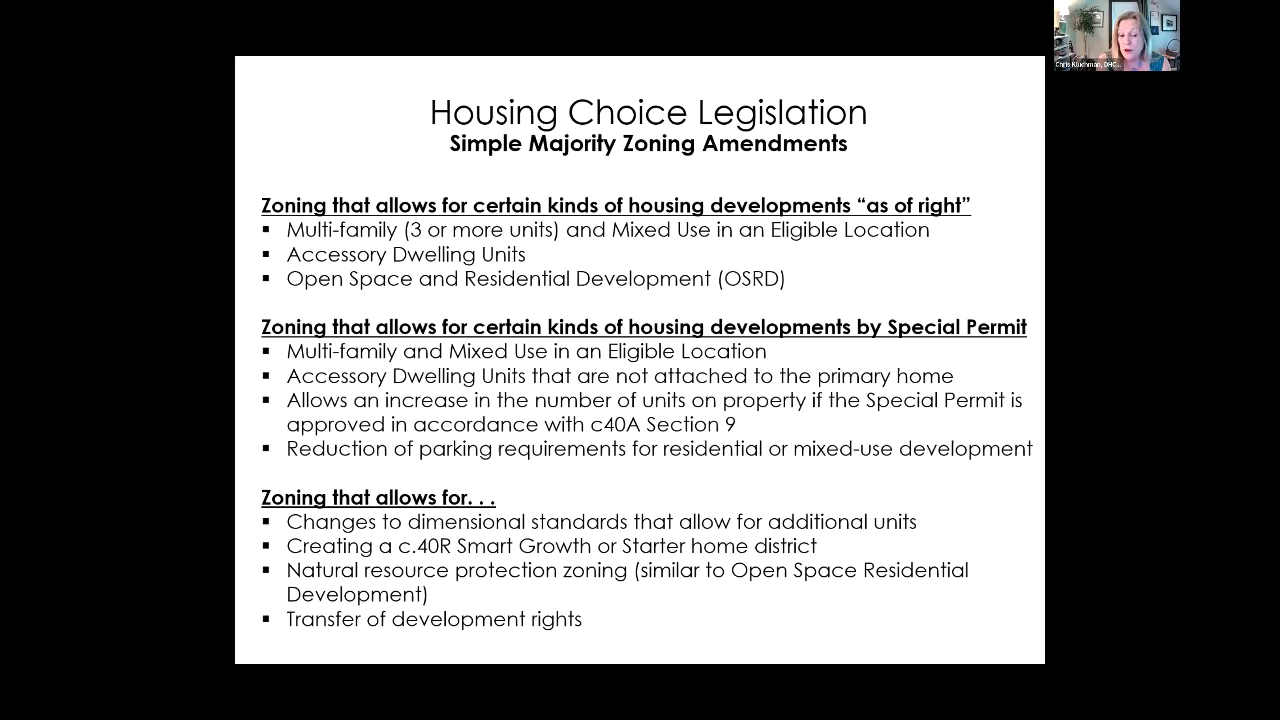 Chris Kluchman, DHC...
Housing Choice Legislation
Simple Majority Zoning Amendments
Zoning that allows for certain kinds of housing developments “as of right”
▪ Multi-family (3 or more units) and Mixed Use in an Eligible Location
▪ Accessory Dwelling Units
▪ Open Space and Residential Development (OSRD)
Zoning that allows for certain kinds of housing developments by Special Permit
▪ Multi-family and Mixed Use in an Eligible Location
▪ Accessory Dwelling Units that are not attached to the primary home
▪ Allows an increase in the number of units on property if the Special Permit is
approved in accordance with c40A Section 9
▪ Reduction of parking requirements for residential or mixed-use development
Zoning that allows for. . .
▪ Changes to dimensional standards that allow for additional units
▪ Creating a c.40R Smart Growth or Starter home district
▪ Natural resource protection zoning (similar to Open Space Residential
Development)
▪ Transfer of development rights